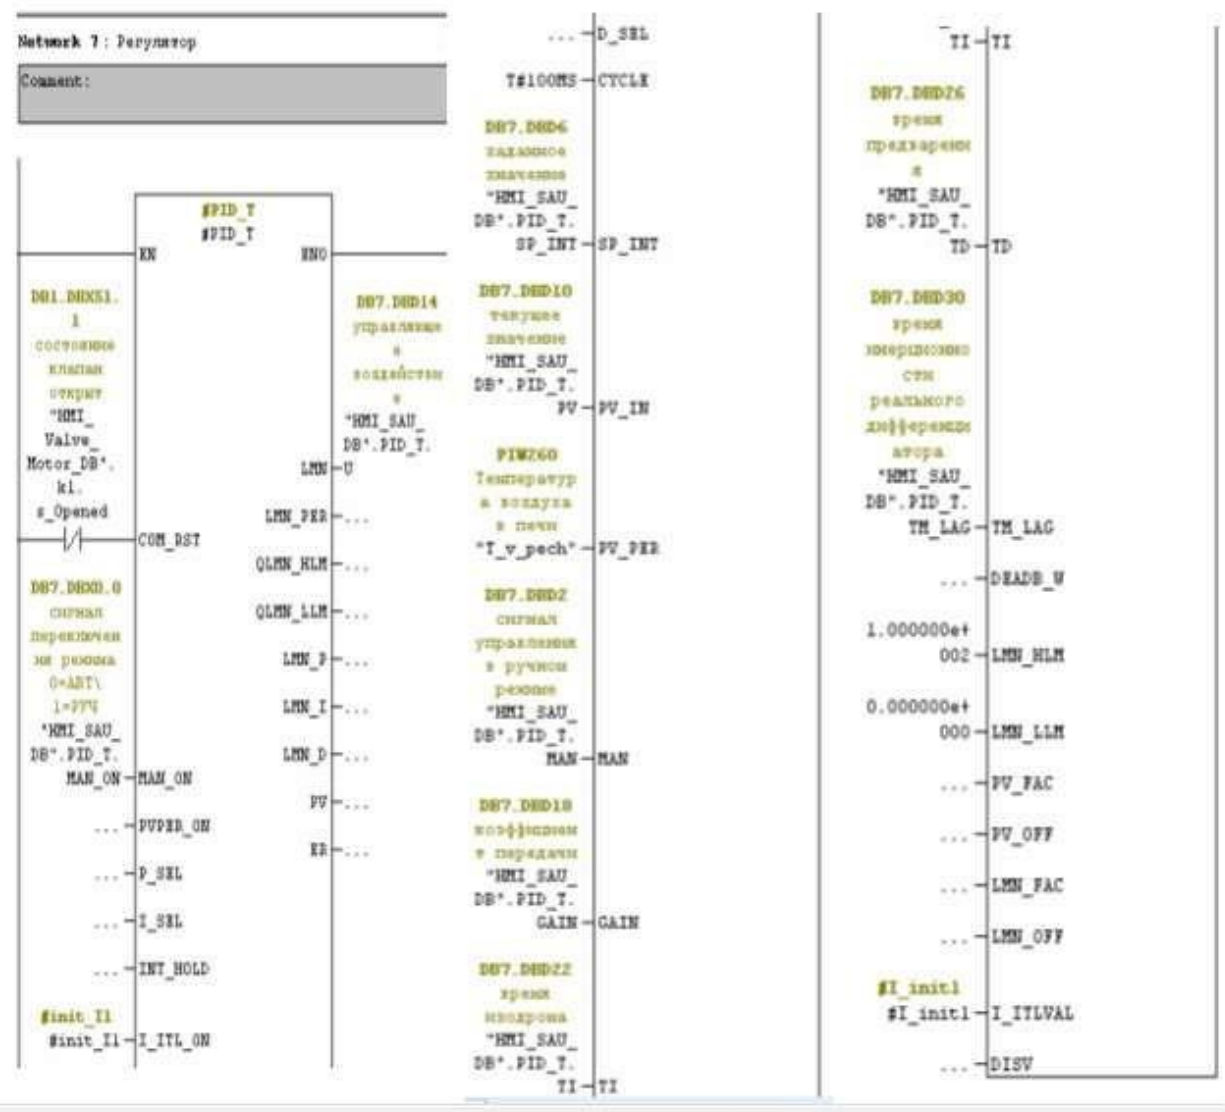 Network 7: Регулятор
Comment:
#PID_T
#PID_T
EN
ENO
DB1.DBX51.
1
состояние
клапан
открыт
"HMI_
Valve_
Motor_DB".
kl.
s_Opened
COM_RST
DB7.DBX0.0
сигнал
переключен
ия режима
0=АВТ\
1=РУЧ
"HMI_SAU_
DB".PID_T.
MAN_ON
MAN_ON
...
PVPER_ON
...
P_SEL
...
I_SEL
...
INT_HOLD
#init_I1
#init_I1
I_ITL_ON
DB7.DBD14
управляюще
е
воздействи
е
"HMI_SAU_
DB".PID_T.
LMN
U
LMN_PER
...
QLMN_HLM
...
QLMN_LLM
...
LMN_P
...
LMN_I
...
LMN_D
...
PV
...
ER
...
...
D_SEL
T#100MS
CYCLE
DB7.DBD6
заданное
значение
"HMI_SAU_
DB".PID_T.
SP_INT
SP_INT
DB7.DBD10
текущее
значение
"HMI_SAU_
DB".PID_T.
PV
PV_IN
PIW260
Температур
а воздуха
в печи
"T_v_pech"
PV_PER
DB7.DBD2
сигнал
управления
в ручном
режиме
"HMI_SAU_
DB".PID_T.
MAN
MAN
DB7.DBD18
коэффициен
т передачи
"HMI_SAU_
DB".PID_T.
GAIN
GAIN
DB7.DBD22
время
изодрома
"HMI_SAU_
DB".PID_T.
TI
TI
TI
TI
DB7.DBD26
время
предварени
я
"HMI_SAU_
DB".PID_T.
TD
TD
DB7.DBD30
время
инерционно
сти
реального
дифференци
атора
"HMI_SAU_
DB".PID_T.
TM_LAG
TM_LAG
...
DEADB_W
1.000000e+
002
LMN_HLM
0.000000e+
000
LMN_LLM
...
PV_FAC
...
PV_OFF
...
LMN_FAC
...
LMN_OFF
#I_init1
#I_init1
I_ITLVAL
...
DISV